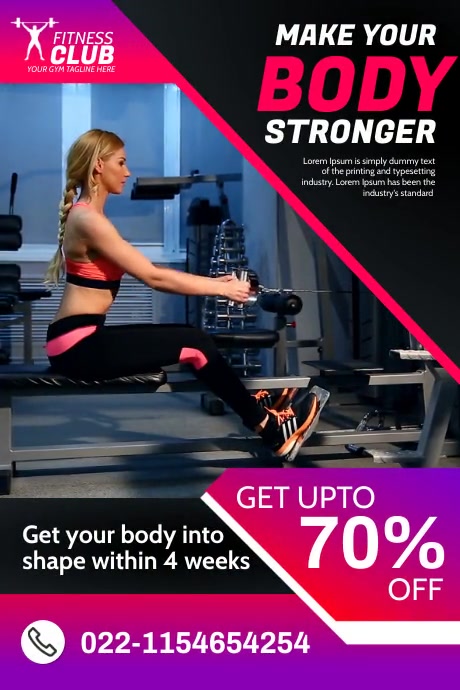 FITNESS
CLUB
YOUR GYM TAGLINE HERE
MAKE YOUR
BODY
STRONGER
Lorem Ipsum is simply dummy text
of the printing and typesetting
industry. Lorem Ipsum has been the
industry's standard
GET UPTO
70%
OFF
Get your body into
shape within 4 weeks
022-1154654254